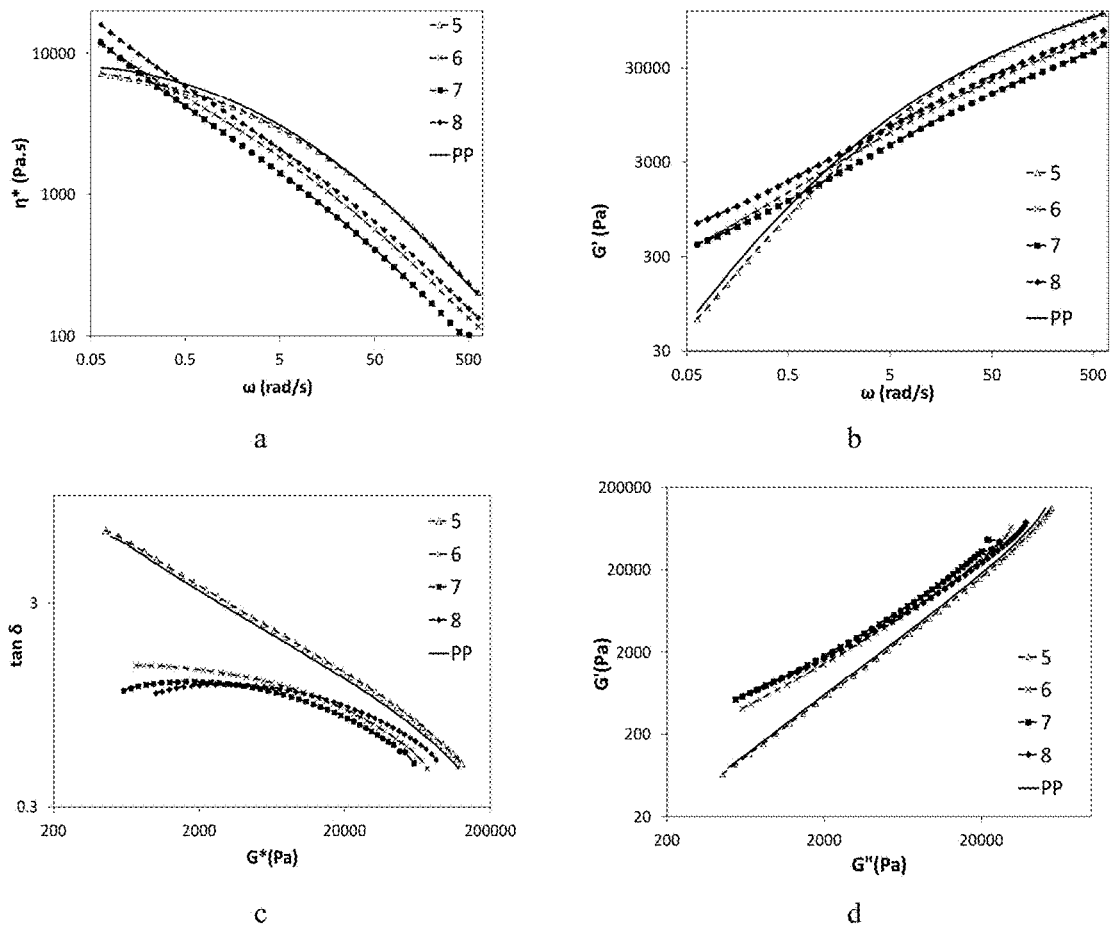 10000
1000
100
η* (Pa.s)
0.05 0.5 5 50 500
ω (rad/s)
5
6
7
8
PP
a
30000
3000
300
30
G' (Pa)
0.05 0.5 5 50 500
ω (rad/s)
5
6
7
8
PP
b
3
0.3
tan δ
200 2000 20000 200000
G*(Pa)
5
6
7
8
PP
c
200000
20000
2000
200
20
G'(Pa)
200 2000 20000
G"(Pa)
5
6
7
8
PP
d